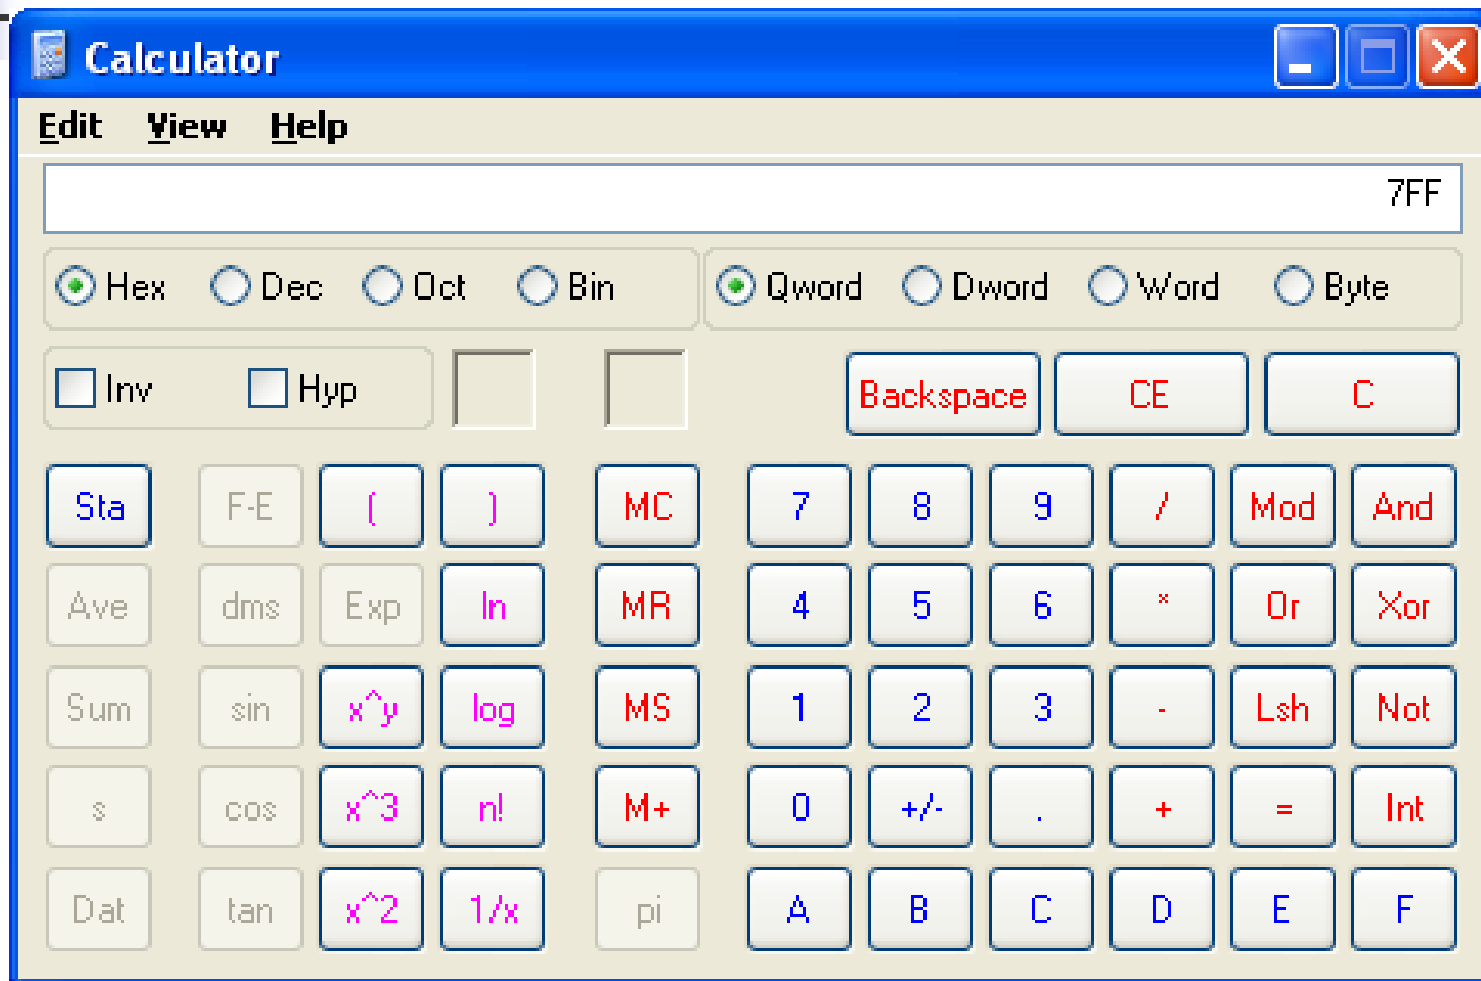 Calculator
Edit View Help
7FF
Hex Dec Oct Bin Qword Dword Word Byte
Inv Hyp Backspace CE C
Sta F-E ( ) MC 7 8 9 / Mod And
Ave dms Exp ln MR 4 5 6 * Or Xor
Sum sin x^y log MS 1 2 3 - Lsh Not
s cos x^3 n! M+ 0 +/- . + = Int
Dat tan x^2 1/x pi A B C D E F